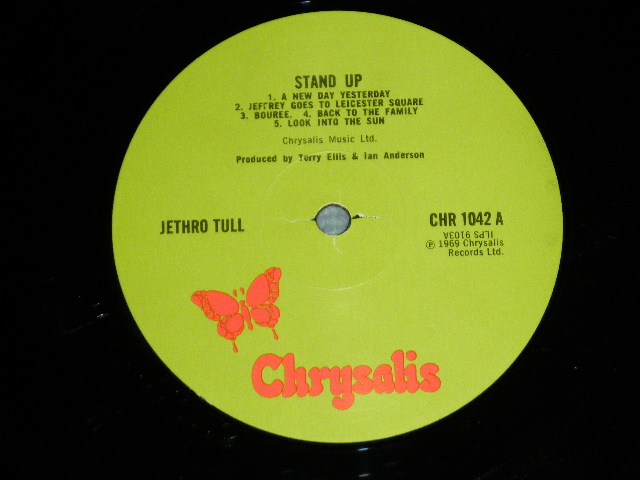 STAND UP
1. A NEW DAY YESTERDAY
2. JEFFREY GOES TO LEICESTER SQUARE
3. BOUREE. 4. BACK TO THE FAMILY
5. LOOK INTO THE SUN
Chrysalis Music Ltd.
Produced by Terry Ellis & Ian Anderson
JETHRO TULL
CHR 1042 A
ILPS 9103A
℗ 1969 Chrysalis
Records Ltd.
Chrysalis